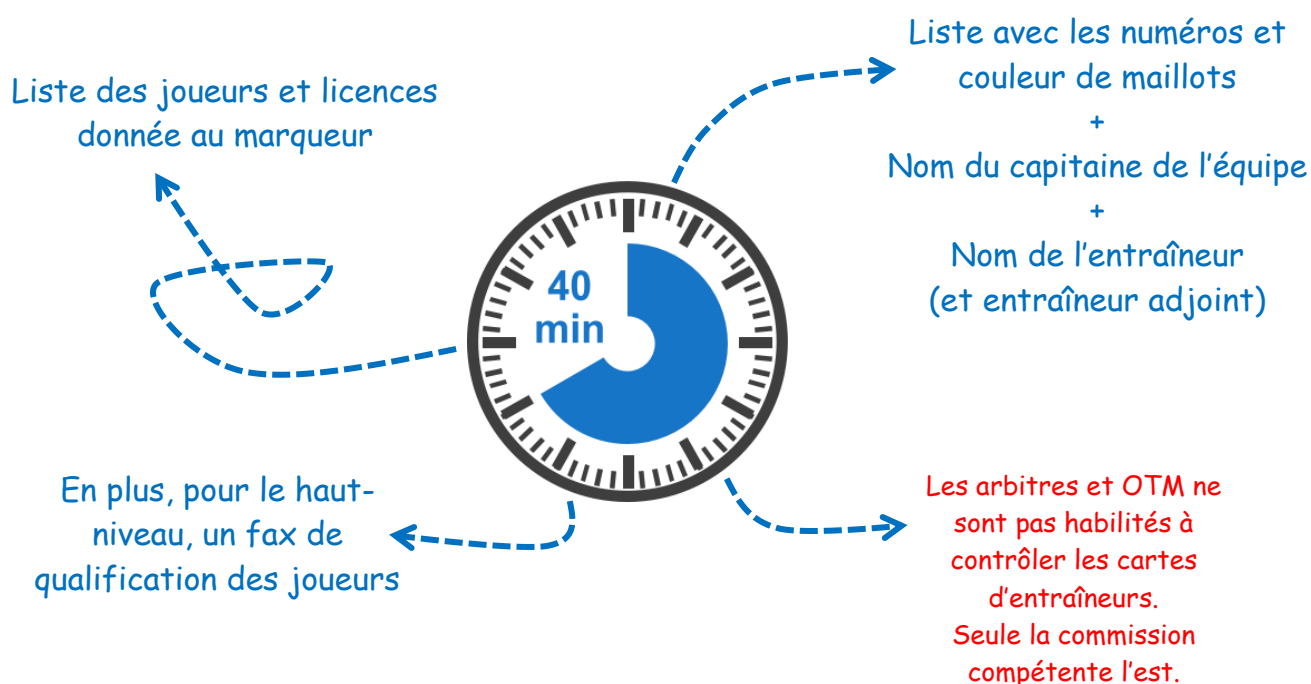 Liste des joueurs et licences
donnée au marqueur
Liste avec les numéros et
couleur de maillots
+
Nom du capitaine de l'équipe
+
Nom de l'entraîneur
(et entraîneur adjoint)
40
min
En plus, pour le haut-
niveau, un fax de
qualification des joueurs
Les arbitres et OTM ne
sont pas habilités à
contrôler les cartes
d'entraîneurs.
Seule la commission
compétente l'est.